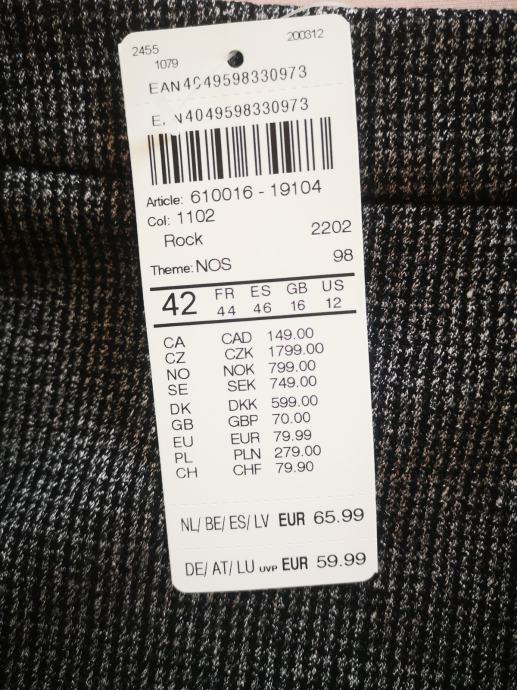 2455 200312
1079
EAN4049598330973
E N4049598330973
Article: 610016 - 19104
Col: 1102
Rock 2202
Theme: NOS 98
42 FR ES GB US
44 46 16 12
CA CAD 149.00
CZ CZK 1799.00
NO NOK 799.00
SE SEK 749.00
DK DKK 599.00
GB GBP 70.00
EU EUR 79.99
PL PLN 279.00
CH CHF 79.90
NL/ BE/ ES/ LV EUR 65.99
DE/ AT/ LU UVP EUR 59.99